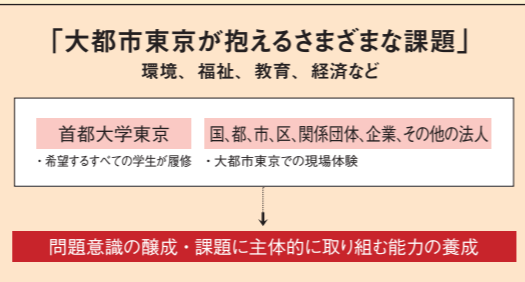 「大都市東京が抱えるさまざまな課題」
環境、福祉、教育、経済など
首都大学東京
国、都、市、区、関係団体、企業、その他の法人
・希望するすべての学生が履修
・大都市東京での現場体験
問題意識の醸成・課題に主体的に取り組む能力の養成